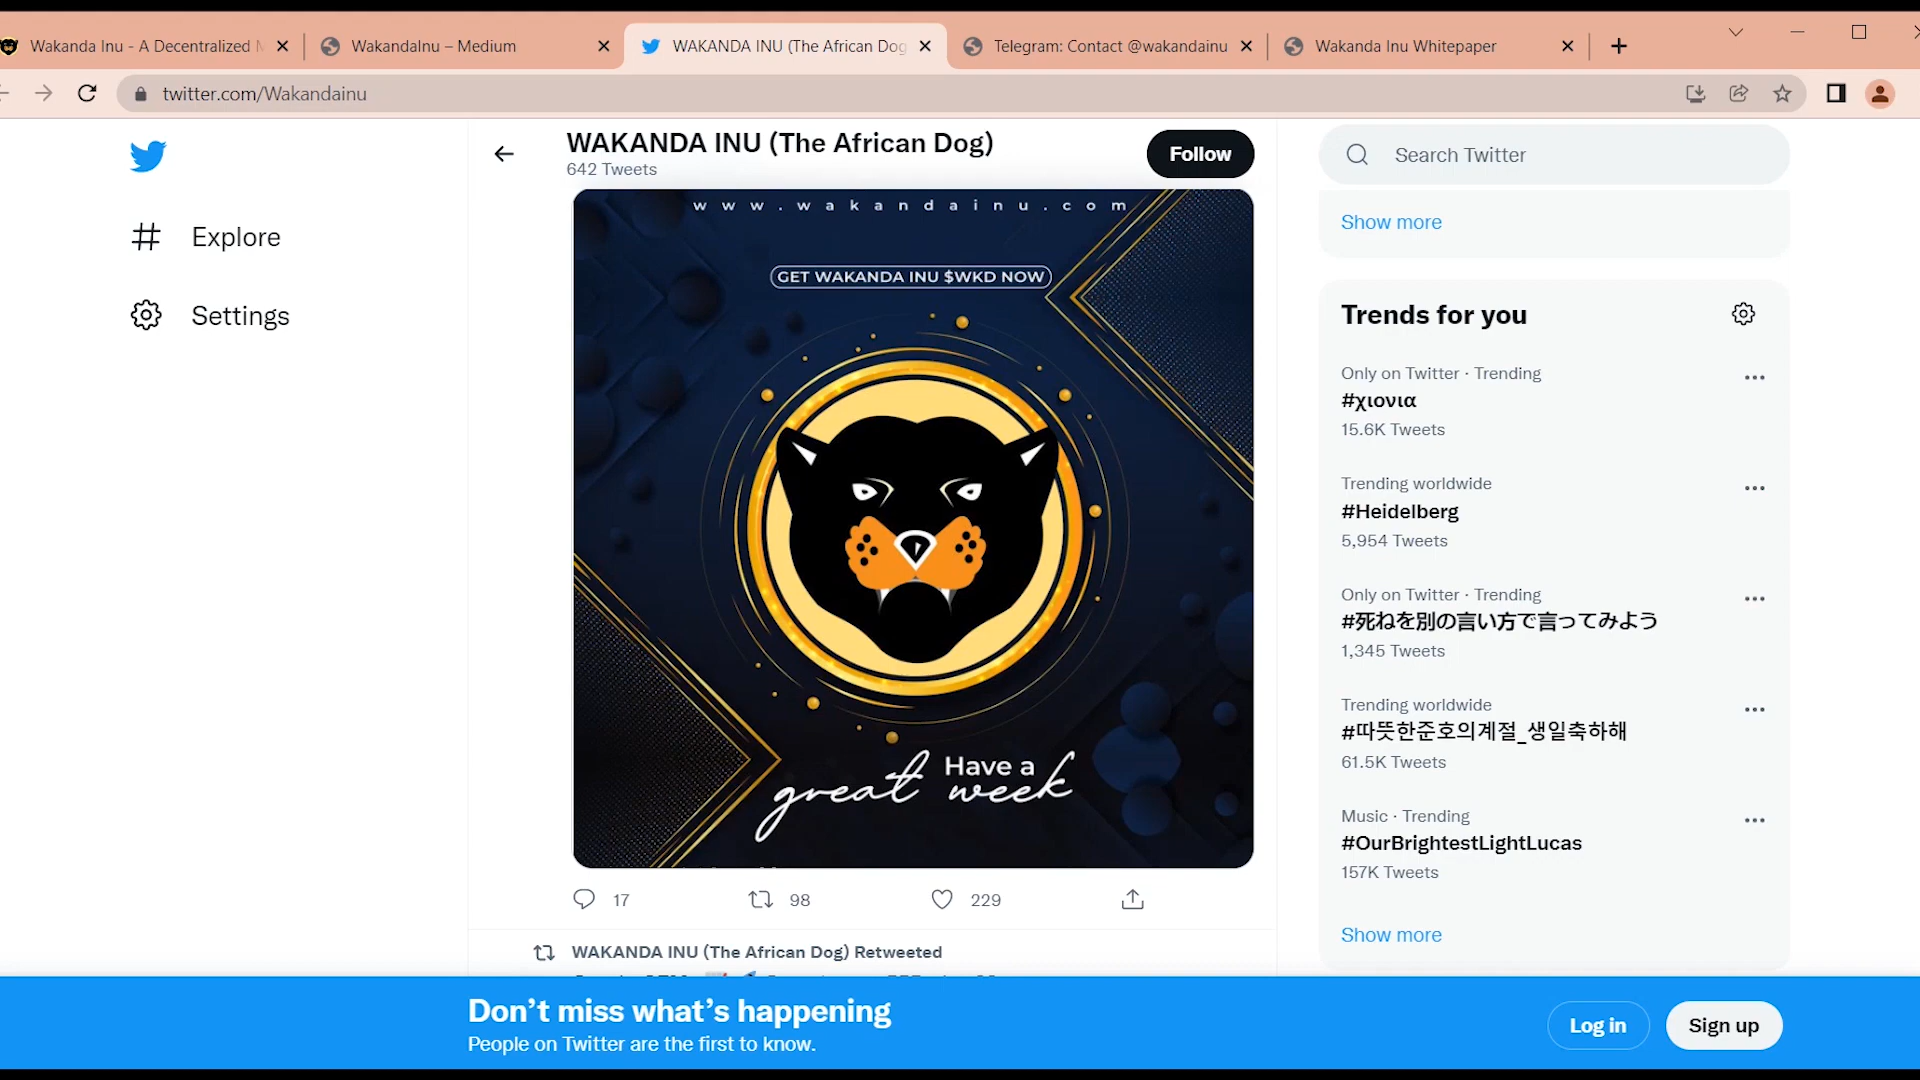 Wakanda Inu - A Decentralized M
WakandaInu – Medium
WAKANDA INU (The African Dog
Telegram: Contact @wakandainu
Wakanda Inu Whitepaper
twitter.com/Wakandainu
WAKANDA INU (The African Dog)
642 Tweets
Follow
Search Twitter
Explore
Settings
www.wakandainu.com
GET WAKANDA INU $WKD NOW
Have a
great week
17
98
229
WAKANDA INU (The African Dog) Retweeted
Show more
Trends for you
Only on Twitter · Trending
#χιονια
15.6K Tweets
Trending worldwide
#Heidelberg
5,954 Tweets
Only on Twitter · Trending
#死ねを別の言い方で言ってみよう
1,345 Tweets
Trending worldwide
#따뜻한준호의계절_생일축하해
61.5K Tweets
Music · Trending
#OurBrightestLightLucas
157K Tweets
Show more
Don’t miss what’s happening
People on Twitter are the first to know.
Log in
Sign up